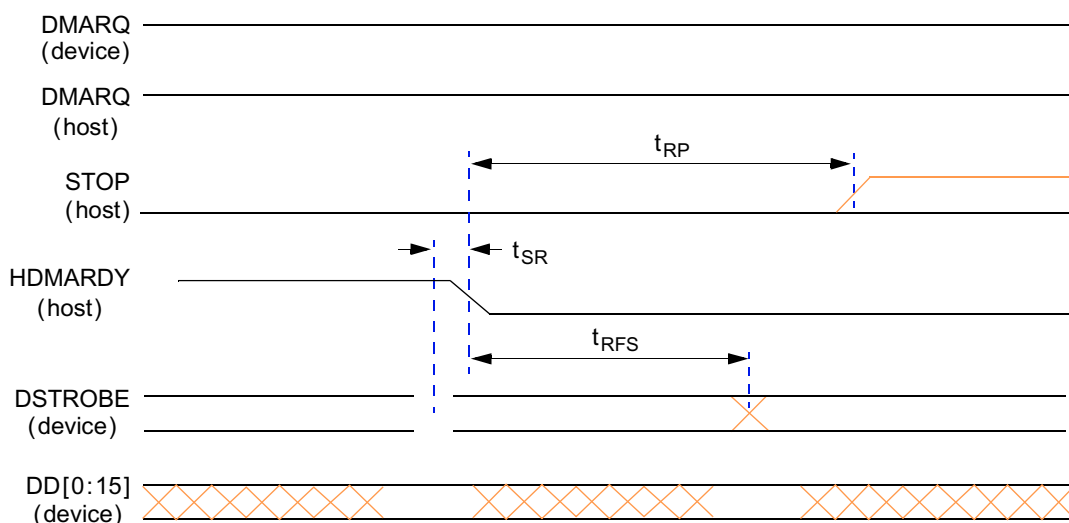 DMARQ
(device)
DMARQ
(host)
tRP
STOP
(host)
tSR
HDMARDY
(host)
tRFS
DSTROBE
(device)
DD[0:15]
(device)